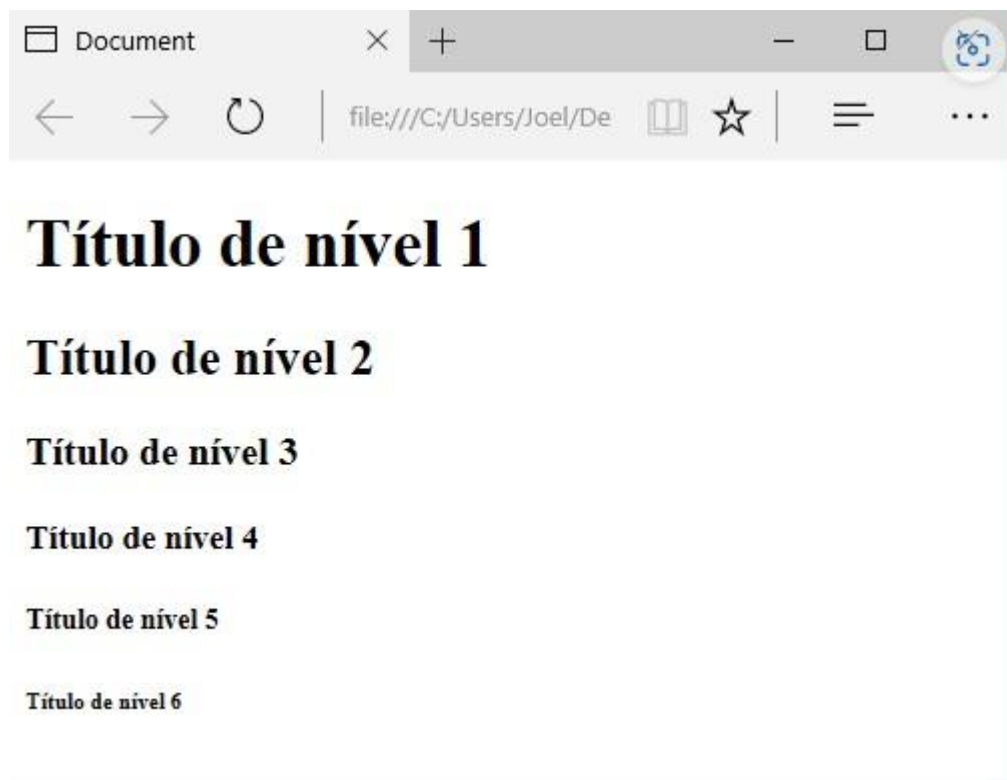 Document
file:///C:/Users/Joel/De
Título de nível 1
Título de nível 2
Título de nível 3
Título de nível 4
Título de nível 5
Título de nível 6